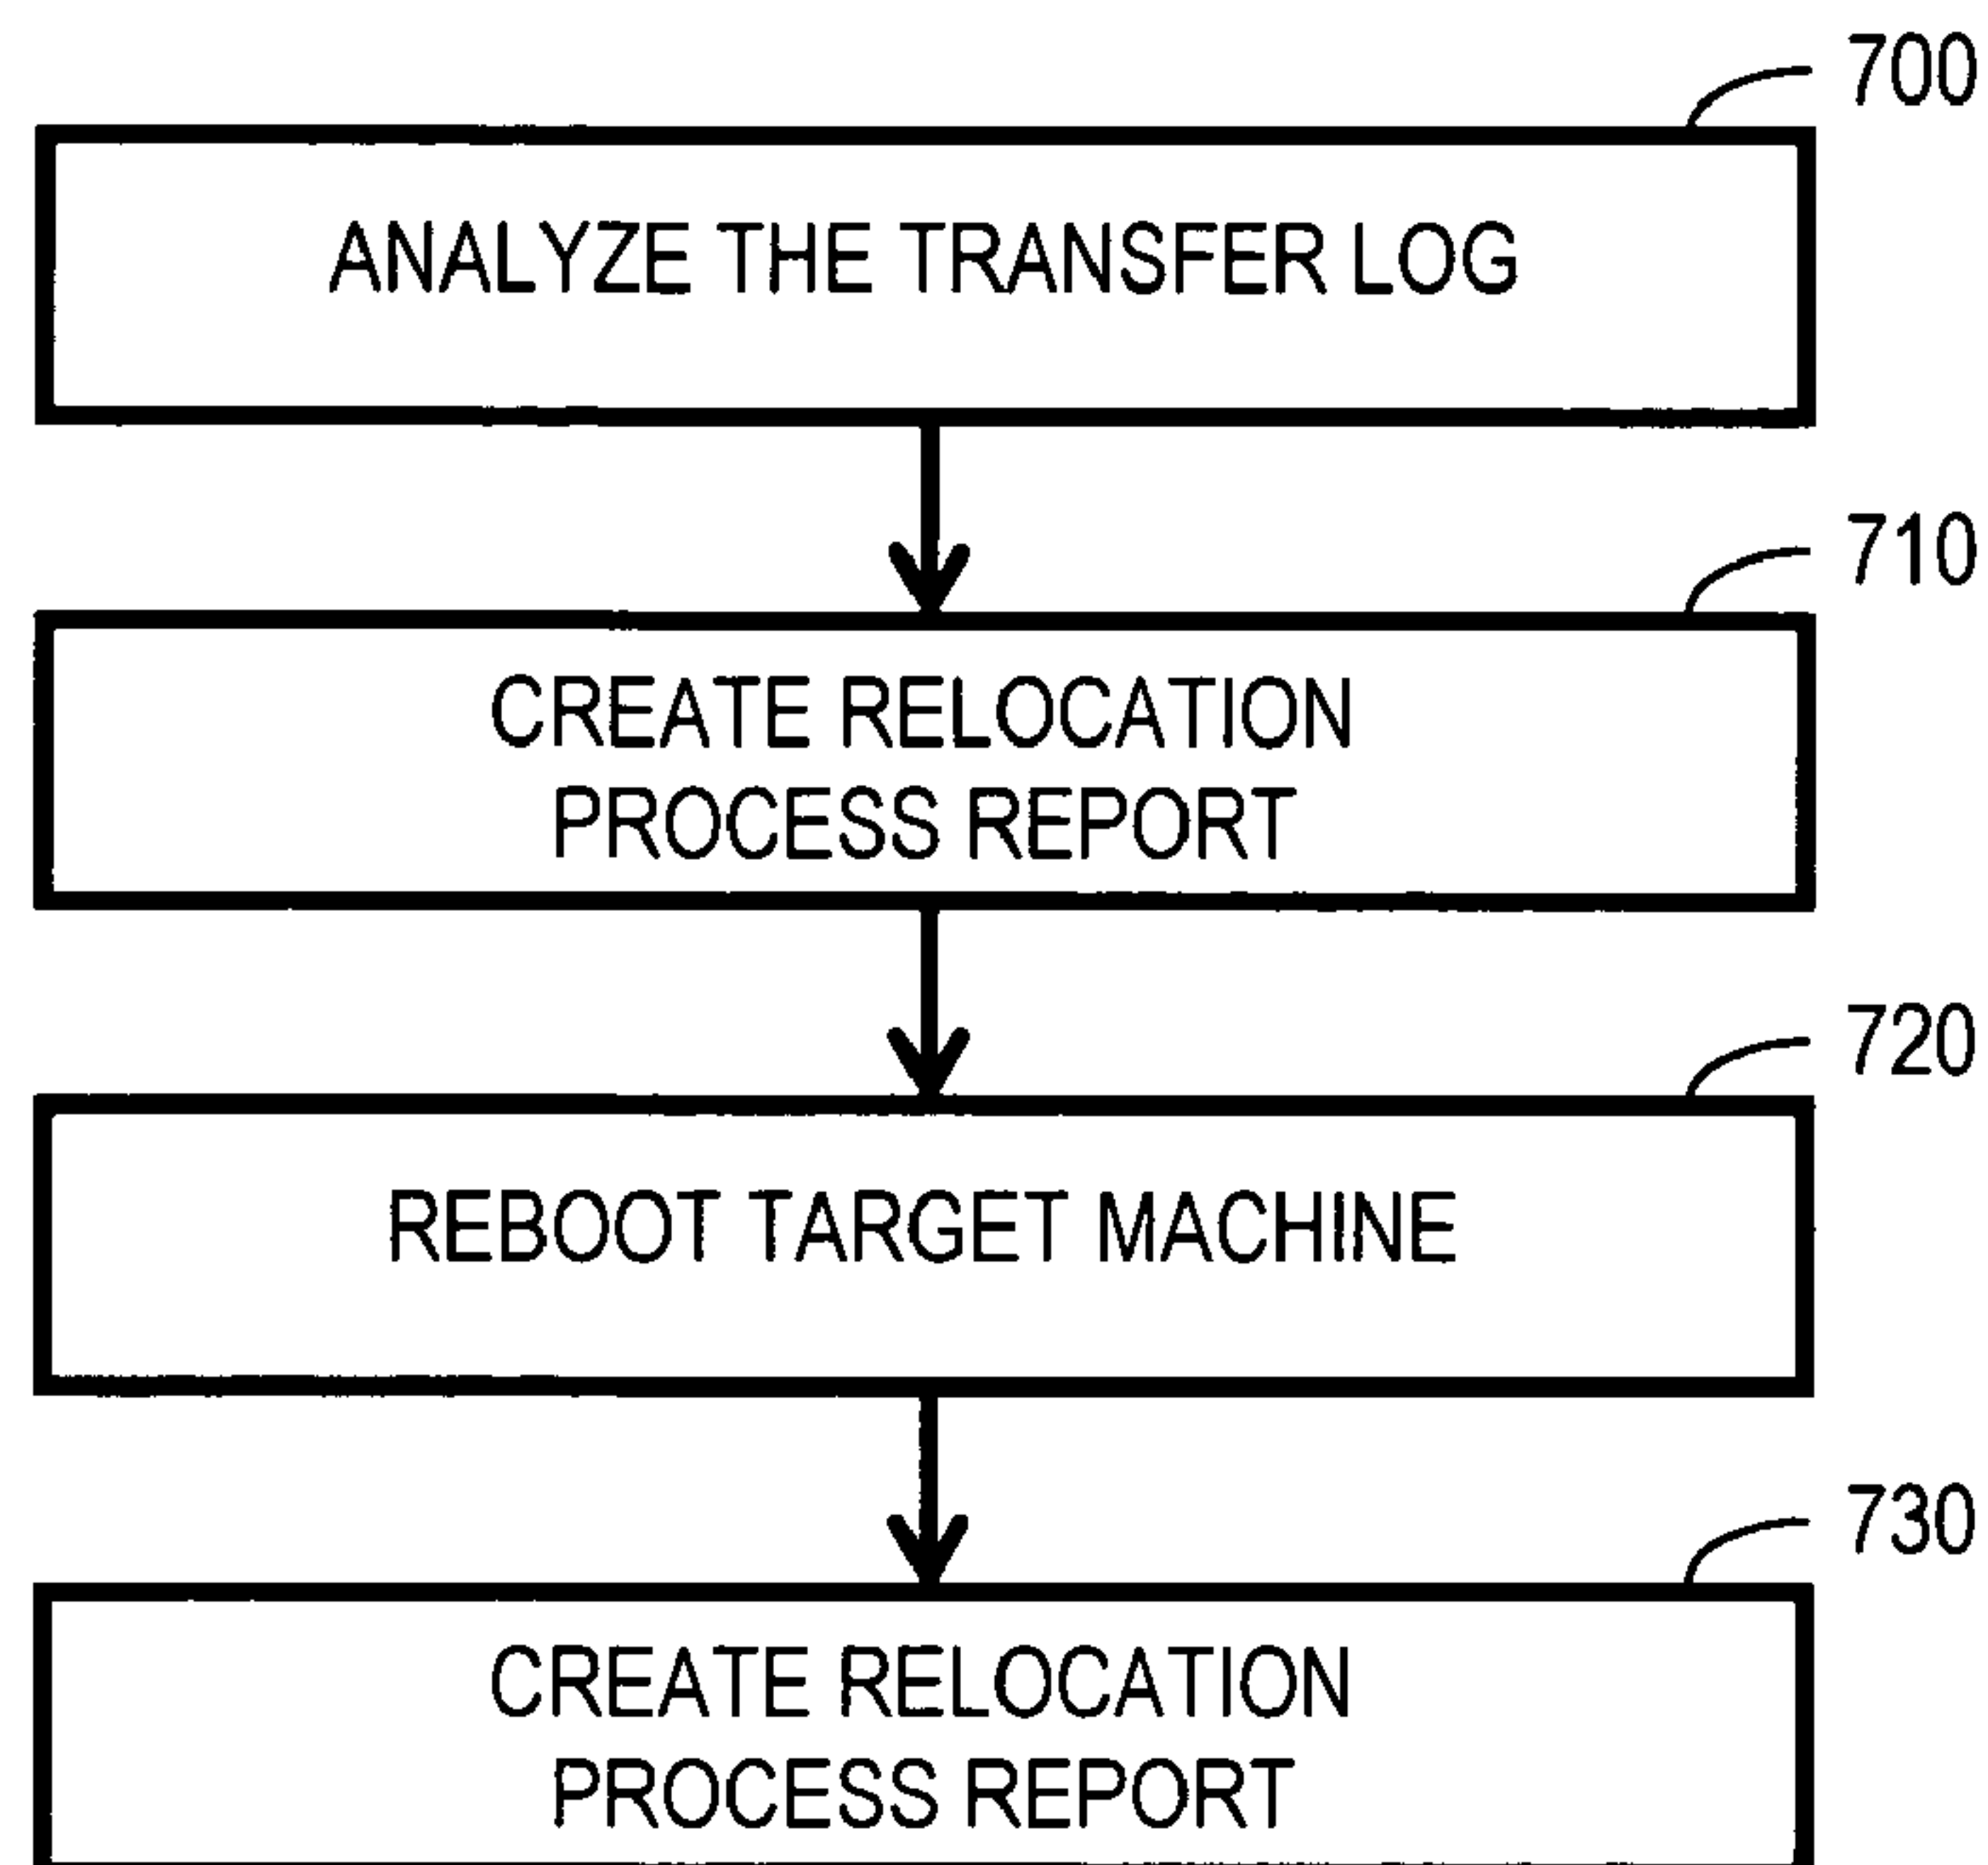 700
ANALYZE THE TRANSFER LOG
710
CREATE RELOCATION
PROCESS REPORT
720
REBOOT TARGET MACHINE
730
CREATE RELOCATION
PROCESS REPORT